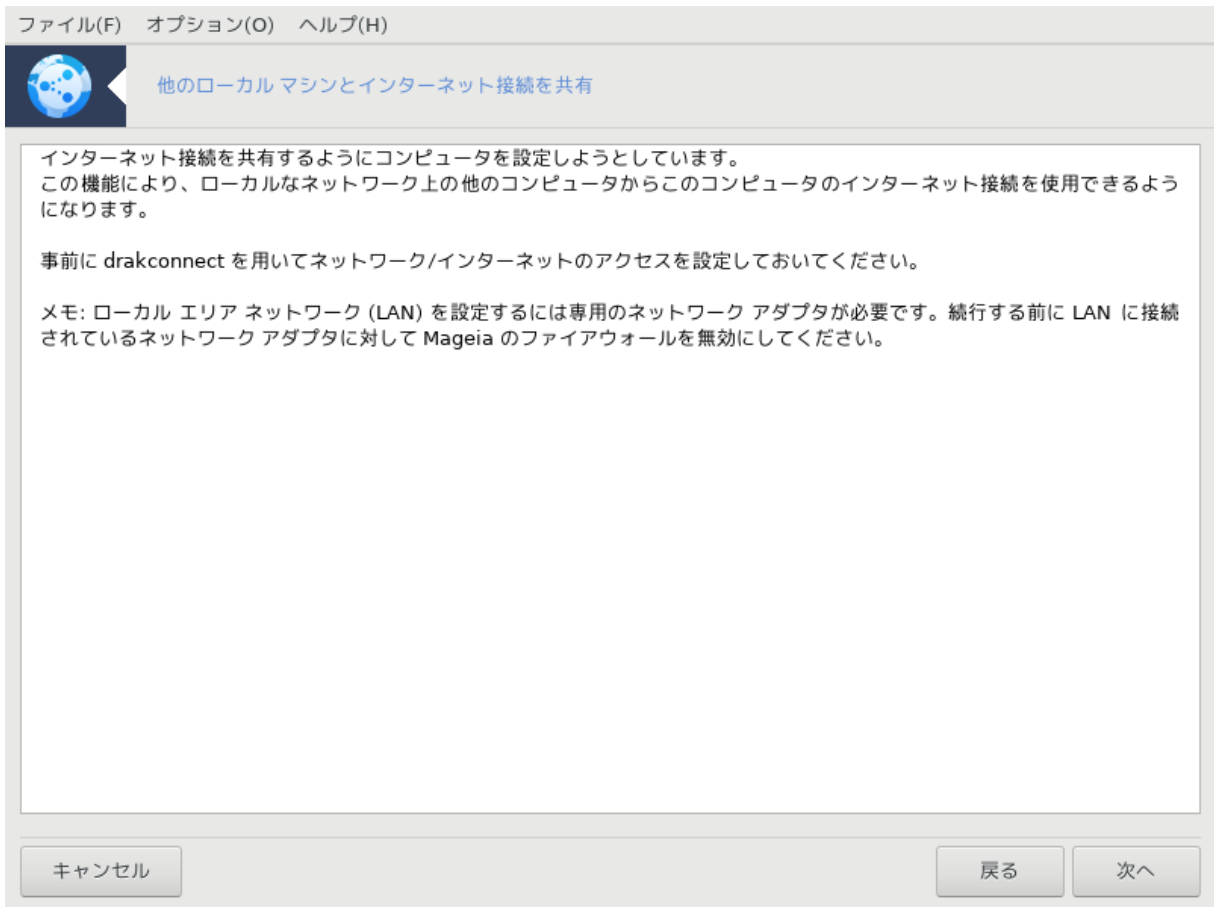 ファイル(F) オプション(O) ヘルプ(H)
他のローカル マシンとインターネット接続を共有
インターネット接続を共有するようにコンピュータを設定しようとしています。
この機能により、ローカルなネットワーク上の他のコンピュータからこのコンピュータのインターネット接続を使用できるよう
になります。
事前に drakconnect を用いてネットワーク/インターネットのアクセスを設定しておいてください。
メモ: ローカル エリア ネットワーク (LAN) を設定するには専用のネットワーク アダプタが必要です。続行する前に LAN に接続
されているネットワーク アダプタに対して Mageia のファイアウォールを無効にしてください。
キャンセル 戻る 次へ